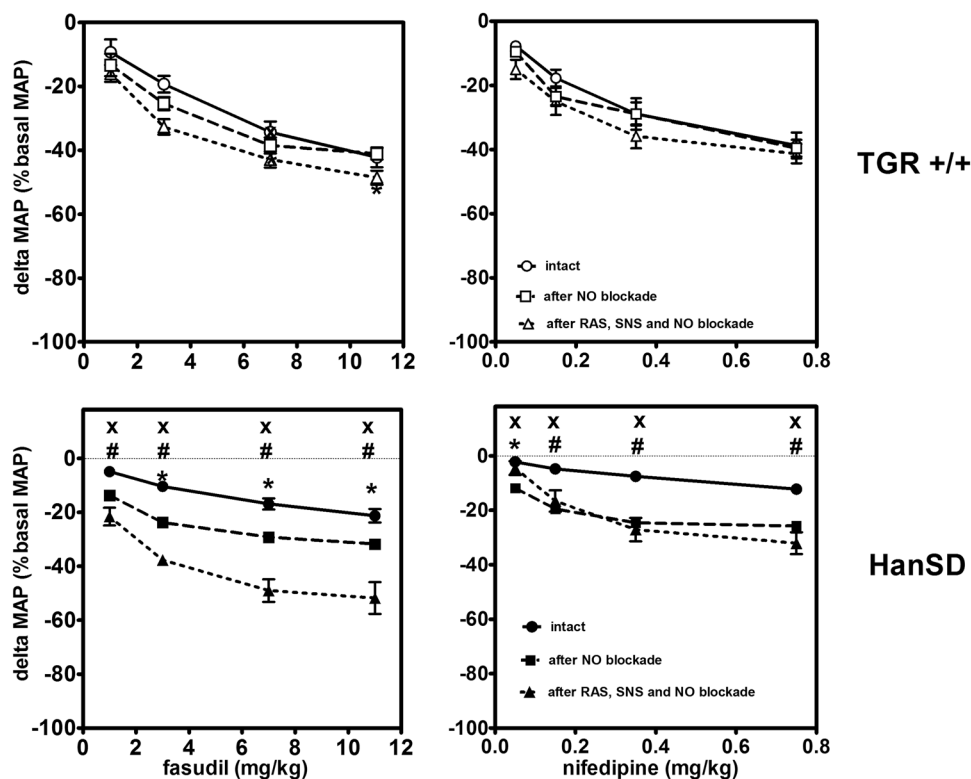 0
-20
-40
-60
-80
-100
0 2 4 6 8 10 12
delta MAP (% basal MAP)
*
0
-20
-40
-60
-80
-100
0.0 0.2 0.4 0.6 0.8
intact
after NO blockade
after RAS, SNS and NO blockade
TGR +/+
x x x x
# # # #
* * *
0
-20
-40
-60
-80
-100
0 2 4 6 8 10 12
delta MAP (% basal MAP)
fasudil (mg/kg)
x x x x
* # # #
0
-20
-40
-60
-80
-100
0.0 0.2 0.4 0.6 0.8
intact
after NO blockade
after RAS, SNS and NO blockade
nifedipine (mg/kg)
HanSD